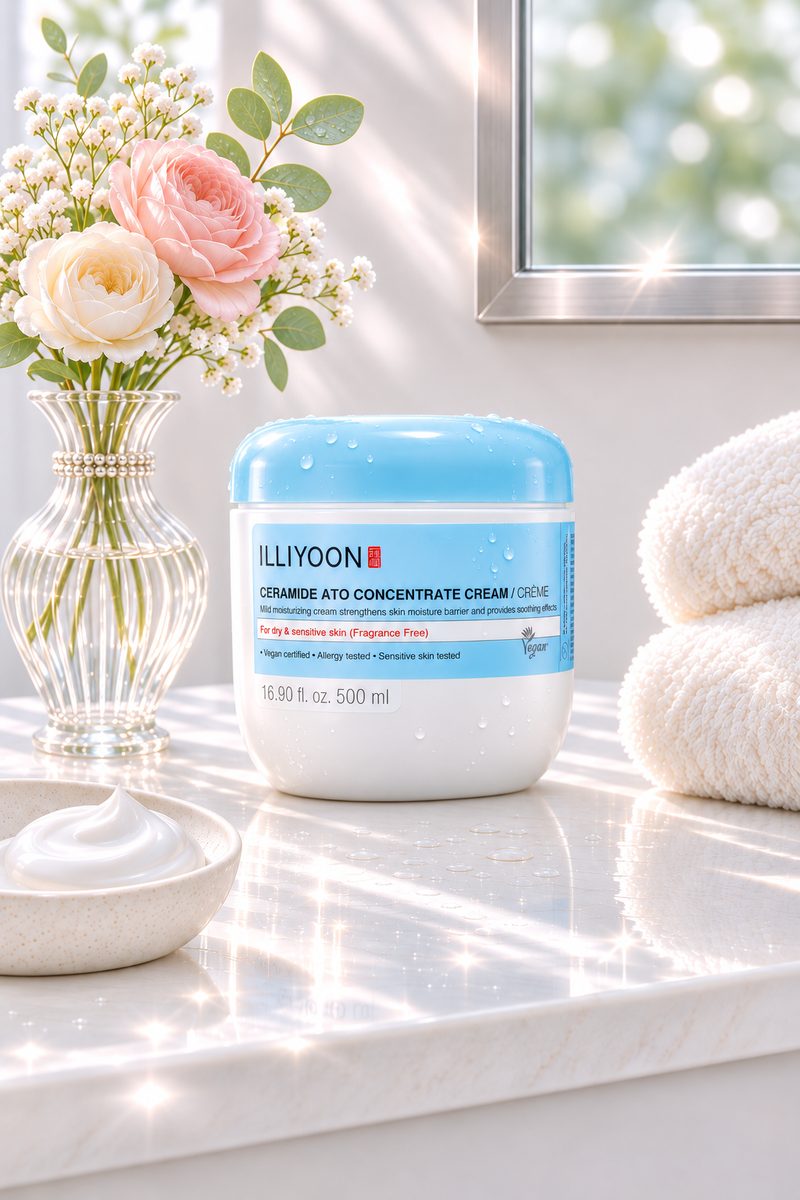 ILLIYOON
CERAMIDE ATO CONCENTRATE CREAM / CRÈME
Mild moisturizing cream strengthens skin moisture barrier and provides soothing effects
For dry & sensitive skin (Fragrance Free)
Vegan
• Vegan certified • Allergy tested • Sensitive skin tested
16.90 fl. oz. 500 ml